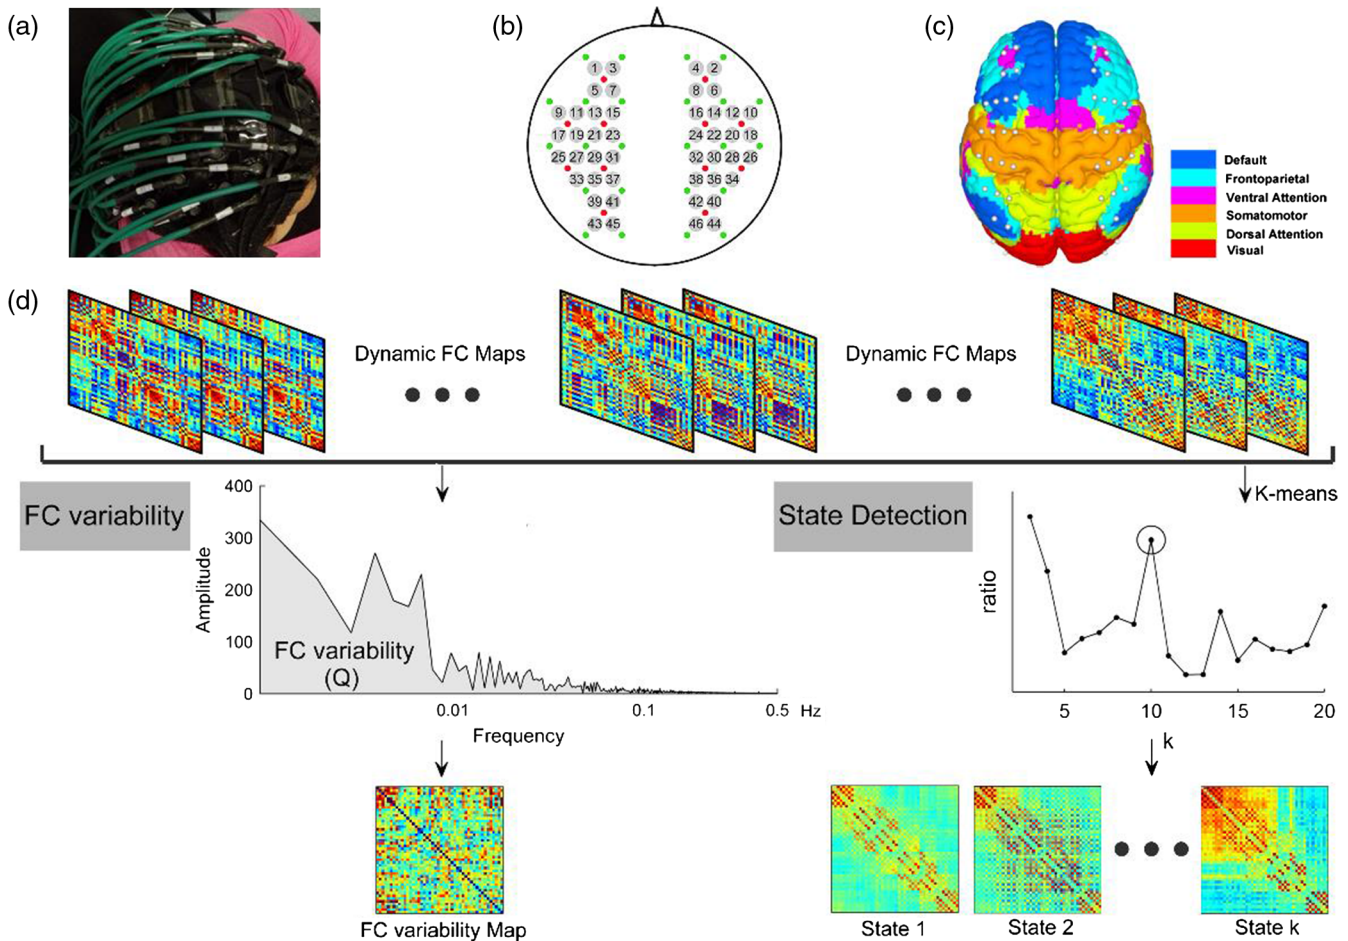 (a)
(b)
(c)
1 3 4 2
5 7 8 6
9 11 13 15 16 14 12 10
17 19 21 23 24 22 20 18
25 27 29 31 32 30 28 26
33 35 37 38 36 34
39 41 42 40
43 45 46 44
Default
Frontoparietal
Ventral Attention
Somatomotor
Dorsal Attention
Visual
(d)
Dynamic FC Maps
Dynamic FC Maps
FC variability
400
300
200
100
0
Amplitude
FC variability
(Q)
0.01 0.1 0.5 Hz
Frequency
FC variability Map
State Detection
K-means
ratio
5 10 15 20
k
State 1
State 2
State k